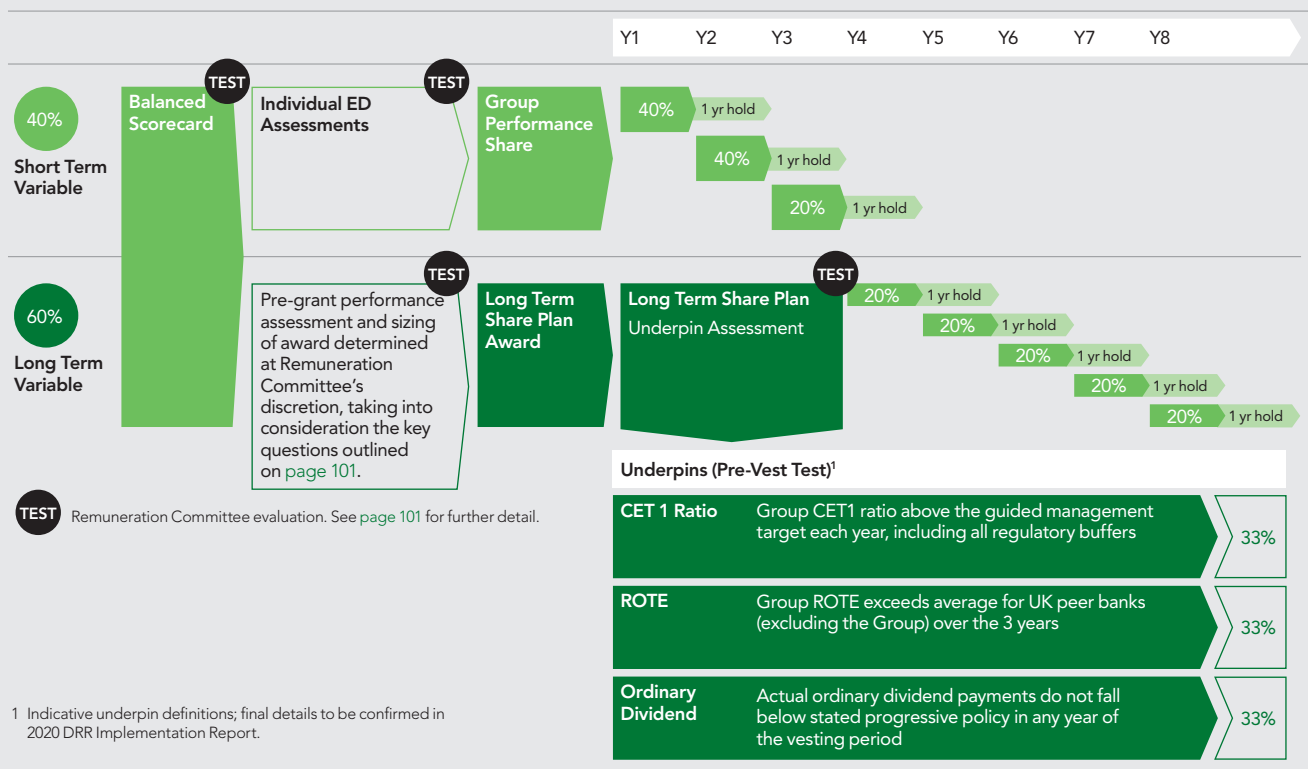 Y1 Y2 Y3 Y4 Y5 Y6 Y7 Y8
40%
Short Term
Variable
Balanced
Scorecard
TEST
Individual ED
Assessments
TEST
Group
Performance
Share
40% 1 yr hold
40% 1 yr hold
20% 1 yr hold
60%
Long Term
Variable
Pre-grant performance
assessment and sizing
of award determined
at Remuneration
Committee’s
discretion, taking into
consideration the key
questions outlined
on page 101.
TEST
Long Term
Share Plan
Award
Long Term Share Plan
Underpin Assessment
TEST
20% 1 yr hold
20% 1 yr hold
20% 1 yr hold
20% 1 yr hold
20% 1 yr hold
TEST Remuneration Committee evaluation. See page 101 for further detail.
Underpins (Pre-Vest Test)1
CET 1 Ratio
Group CET1 ratio above the guided management
target each year, including all regulatory buffers
33%
ROTE
Group ROTE exceeds average for UK peer banks
(excluding the Group) over the 3 years
33%
Ordinary
Dividend
Actual ordinary dividend payments do not fall
below stated progressive policy in any year of
the vesting period
33%
1 Indicative underpin definitions; final details to be confirmed in
2020 DRR Implementation Report.